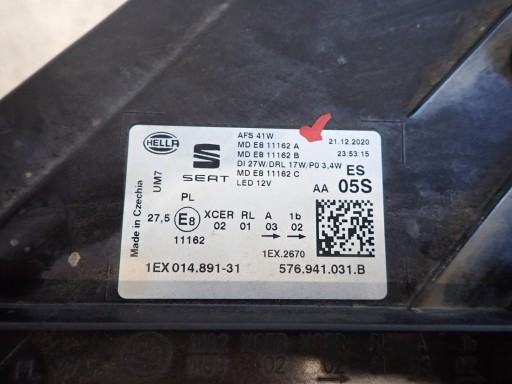 HELLA
SEAT
AFS 41W
MD E8 11162 A
MD E8 11162 B
DI 27W/DRL 17W/P0 3,4W
MD E8 11162 C
LED 12V
21.12.2020
23:53:15
ES
AA 05S
Made in Czechia
UM7
PL
27,5 E8 XCER RL A 1b
02 01 03 02
11162
1EX.2670
1EX 014.891-31
576.941.031.B